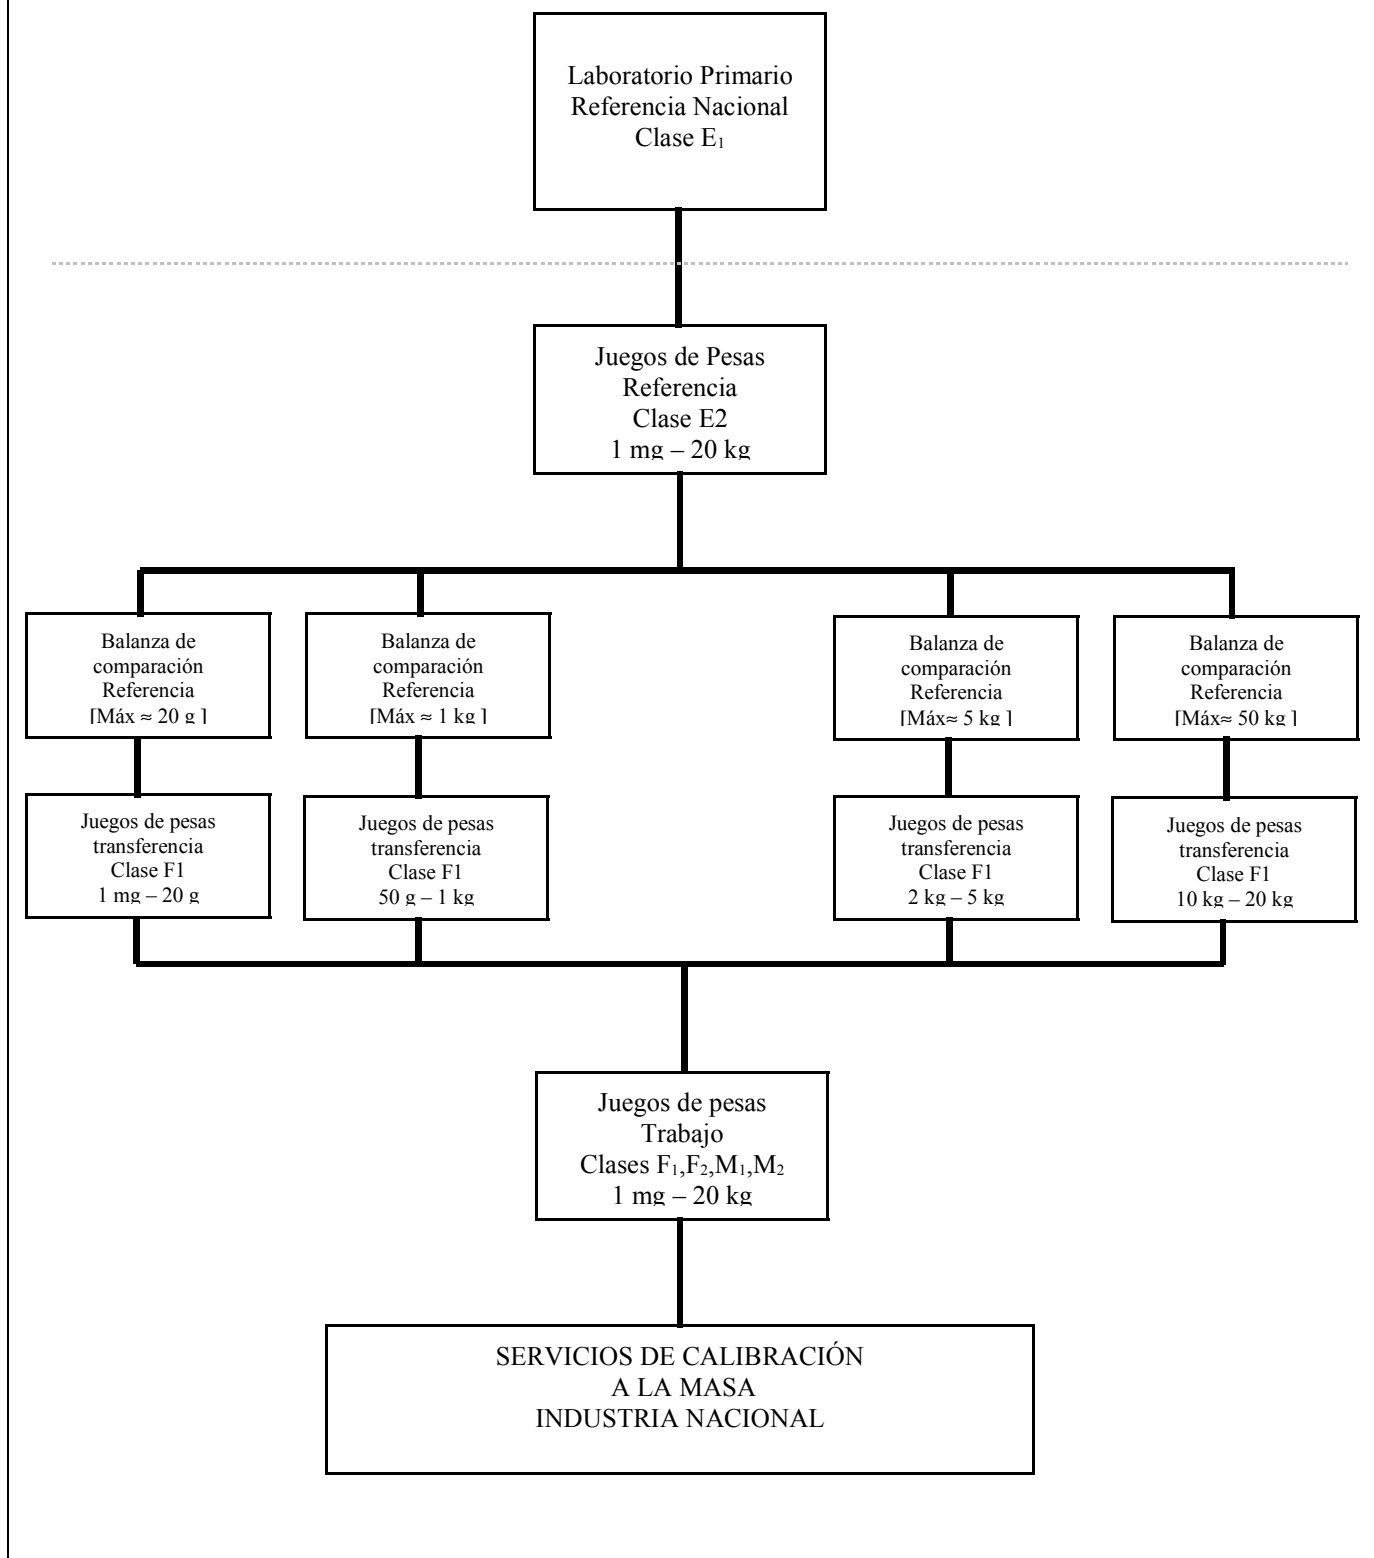 Laboratorio Primario
Referencia Nacional
Clase E₁
Juegos de Pesas
Referencia
Clase E2
1 mg – 20 kg
Balanza de
comparación
Referencia
[Máx ≈ 20 g ]
Balanza de
comparación
Referencia
[Máx ≈ 1 kg ]
Balanza de
comparación
Referencia
[Máx≈ 5 kg ]
Balanza de
comparación
Referencia
[Máx≈ 50 kg ]
Juegos de pesas
transferencia
Clase F1
1 mg – 20 g
Juegos de pesas
transferencia
Clase F1
50 g – 1 kg
Juegos de pesas
transferencia
Clase F1
2 kg – 5 kg
Juegos de pesas
transferencia
Clase F1
10 kg – 20 kg
Juegos de pesas
Trabajo
Clases F₁,F₂,M₁,M₂
1 mg – 20 kg
SERVICIOS DE CALIBRACIÓN
A LA MASA
INDUSTRIA NACIONAL